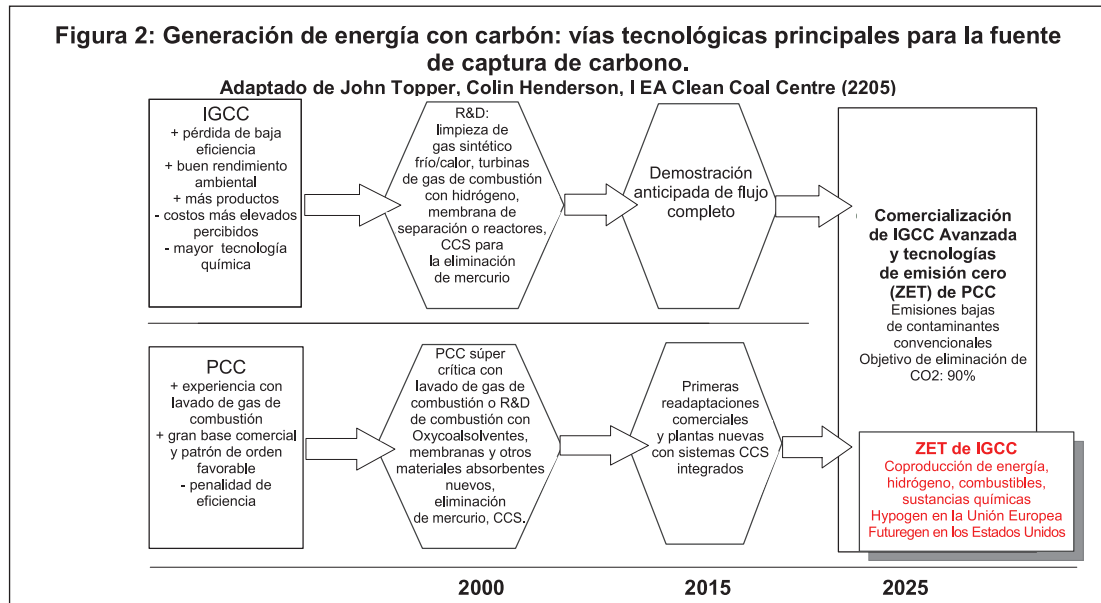 Figura 2: Generación de energía con carbón: vías tecnológicas principales para la fuente
de captura de carbono.
Adaptado de John Topper, Colin Henderson, I EA Clean Coal Centre (2205)
IGCC
+ pérdida de baja
eficiencia
+ buen rendimiento
ambiental
+ más productos
- costos más elevados
percibidos
- mayor tecnología
química
R&D:
limpieza de
gas sintético
frío/calor, turbinas
de gas de combustión
con hidrógeno,
membrana de
separación o reactores,
CCS para
la eliminación
de mercurio
Demostración
anticipada de flujo
completo
Comercialización
de IGCC Avanzada
y tecnologías
de emisión cero
(ZET) de PCC
Emisiones bajas
de contaminantes
convencionales
Objetivo de eliminación de
CO2: 90%
PCC
+ experiencia con
lavado de gas de
combustión
+ gran base comercial
y patrón de orden
favorable
- penalidad de
eficiencia
PCC súper
crítica con
lavado de gas de
combustión o R&D
de combustión con
Oxycoalsolventes,
membranas y otros
materiales absorbentes
nuevos,
eliminación
de mercurio, CCS.
Primeras
readaptaciones
comerciales
y plantas nuevas
con sistemas CCS
integrados
ZET de IGCC
Coproducción de energía,
hidrógeno, combustibles,
sustancias químicas
Hypogen en la Unión Europea
Futuregen en los Estados Unidos
2000
2015
2025